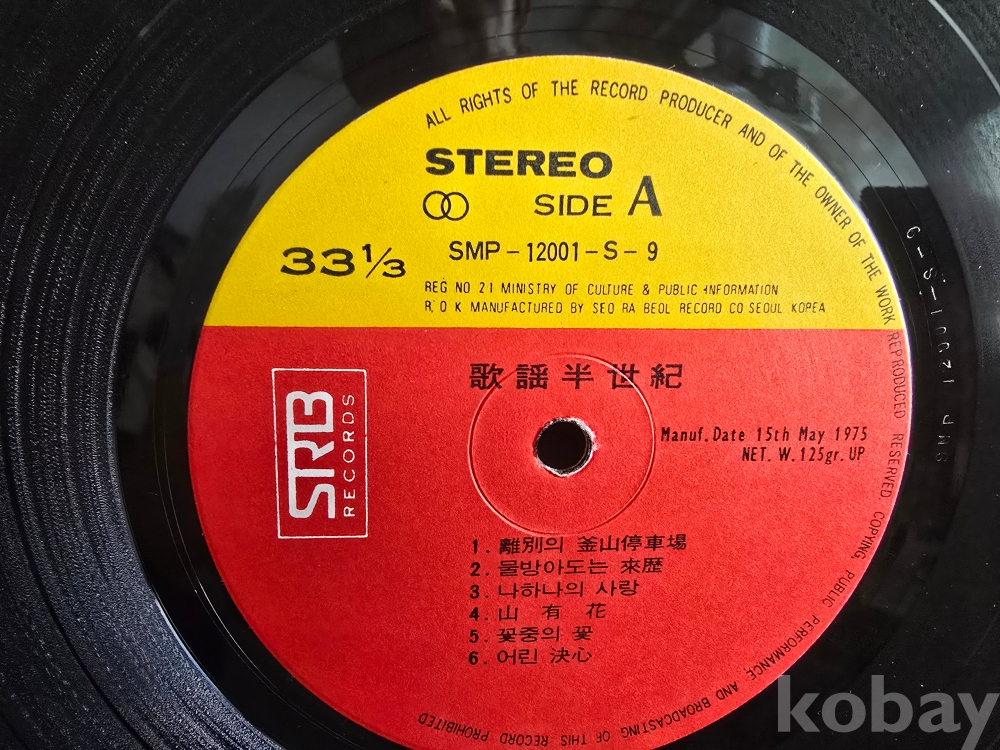 ALL RIGHTS OF THE RECORD PRODUCER AND OF THE OWNER OF THE WORK REPRODUCED RESERVED COPYING, PUBLIC PERFORMANCE, AND BROADCASTING OF THIS RECORD PROHIBITED
STEREO
SIDE A
33 1/3
SMP-12001-S-9
REG NO 21 MINISTRY OF CULTURE & PUBLIC INFORMATION
R. O K MANUFACTURED BY SEO RA BEOL RECORD CO SEOUL KOPEA
歌謠半世紀
SRB
RECORDS
Manuf. Date 15th May 1975
NET. W. 125gr. UP
1. 離別의 釜山停車場
2. 물방아도는 來歷
3. 나하나의 사랑
4. 山有花
5. 꽃중의 꽃
6. 어린 決心
kobay